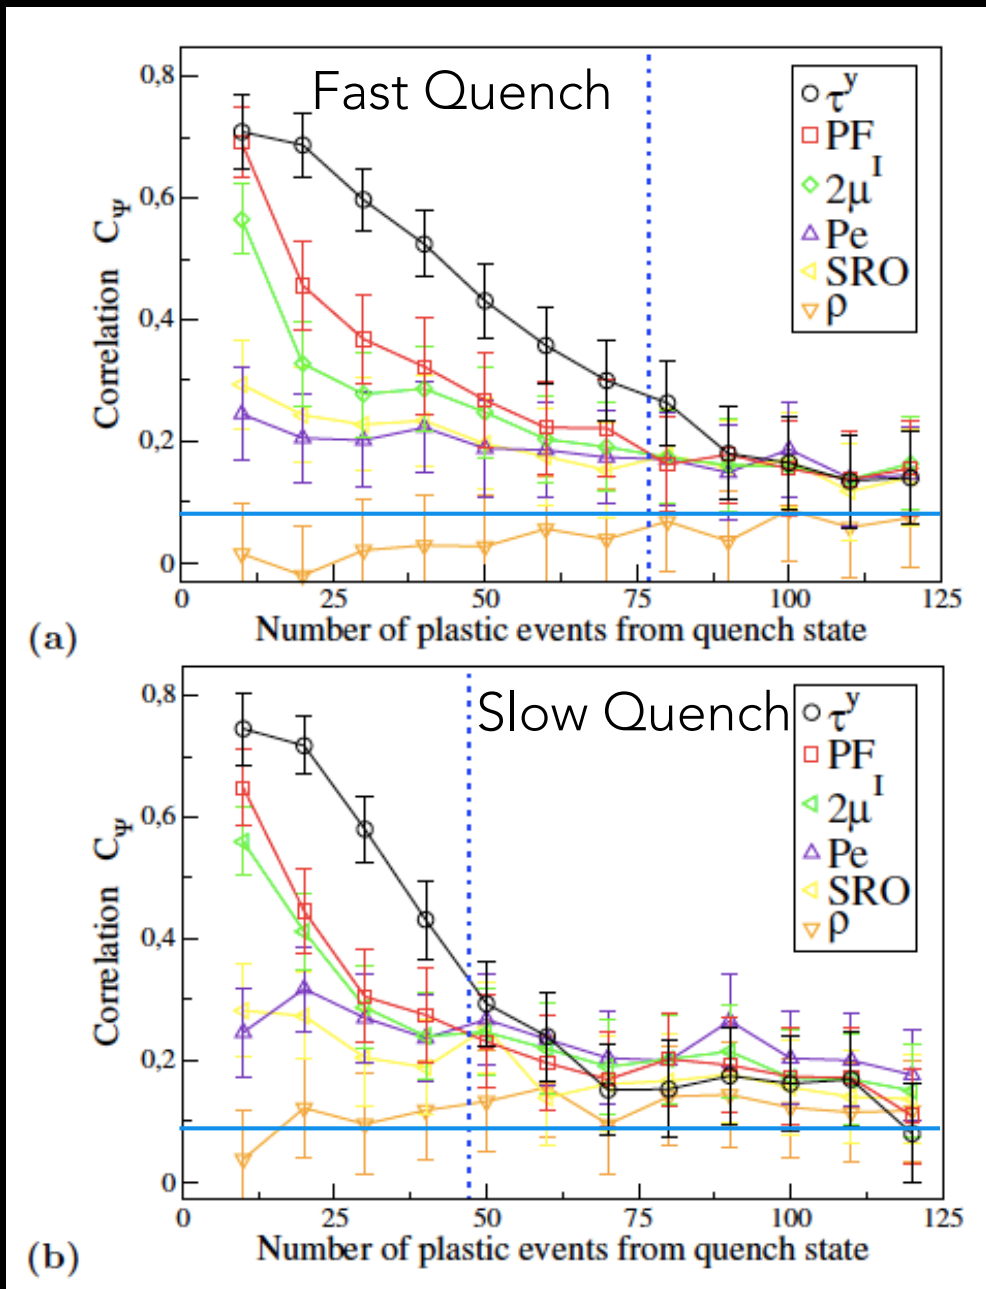 Fast Quench
0,8
0,6
0,4
0,2
0
Correlation C_Ψ
τ^y
PF
2μ^I
Pe
SRO
ρ
0 25 50 75 100 125
Number of plastic events from quench state
(a)
Slow Quench
0,8
0,6
0,4
0,2
0
Correlation C_Ψ
τ^y
PF
2μ^I
Pe
SRO
ρ
0 25 50 75 100 125
Number of plastic events from quench state
(b)